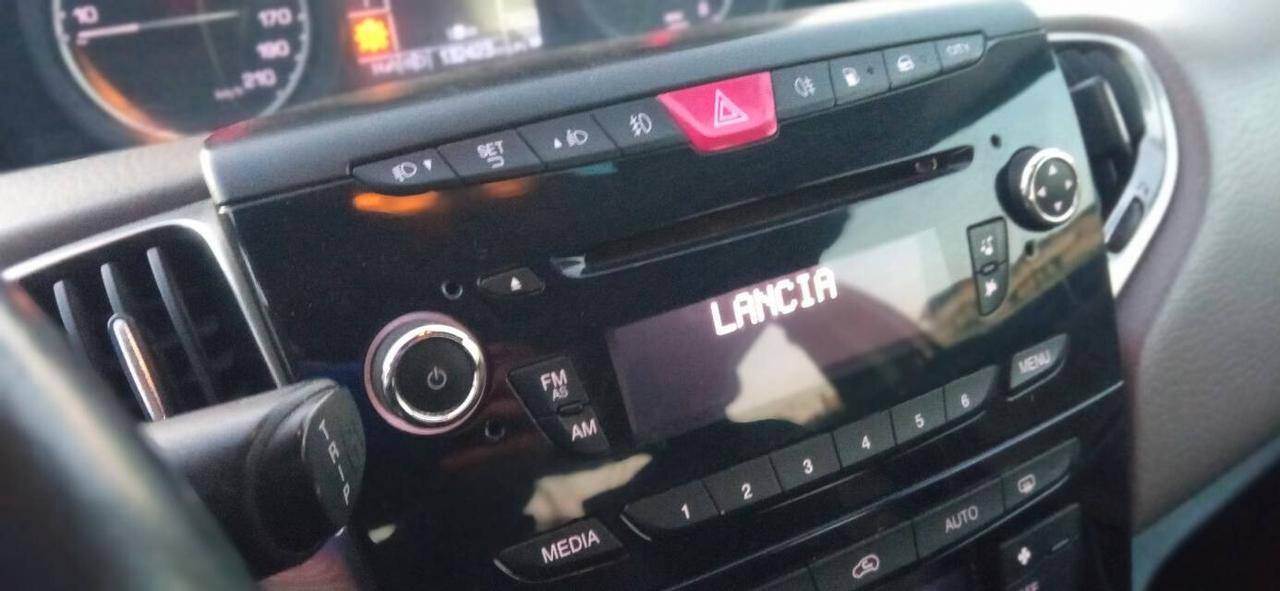 10
170
190
210
SET
CITY
LANCIA
FM
AS
AM
MENU
1 2 3 4 5 6
MEDIA
AUTO
TRIP